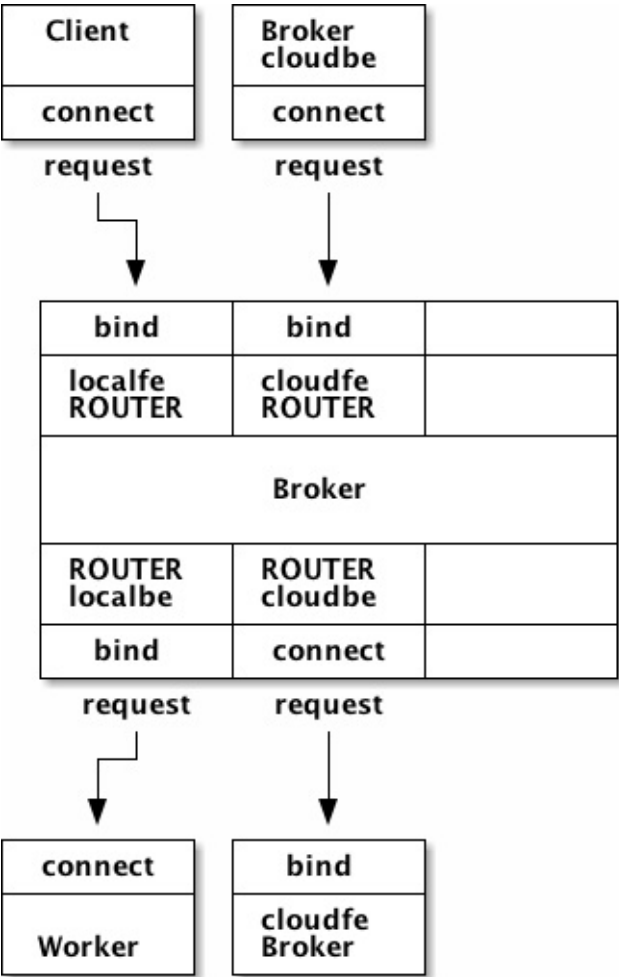 Client
connect
request
Broker
cloudbe
connect
request
bind
bind
localfe
ROUTER
cloudfe
ROUTER
Broker
ROUTER
localbe
ROUTER
cloudbe
bind
connect
request
request
connect
Worker
bind
cloudfe
Broker